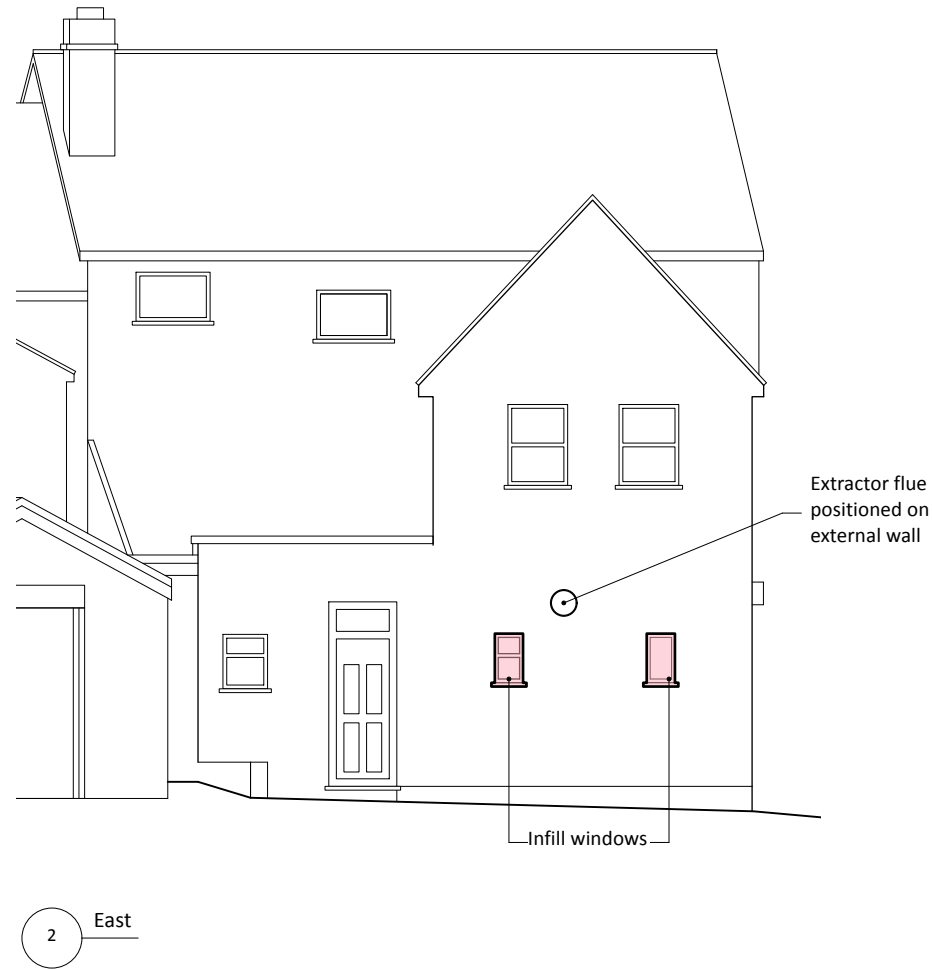 Extractor flue
positioned on
external wall
Infill windows
2
East